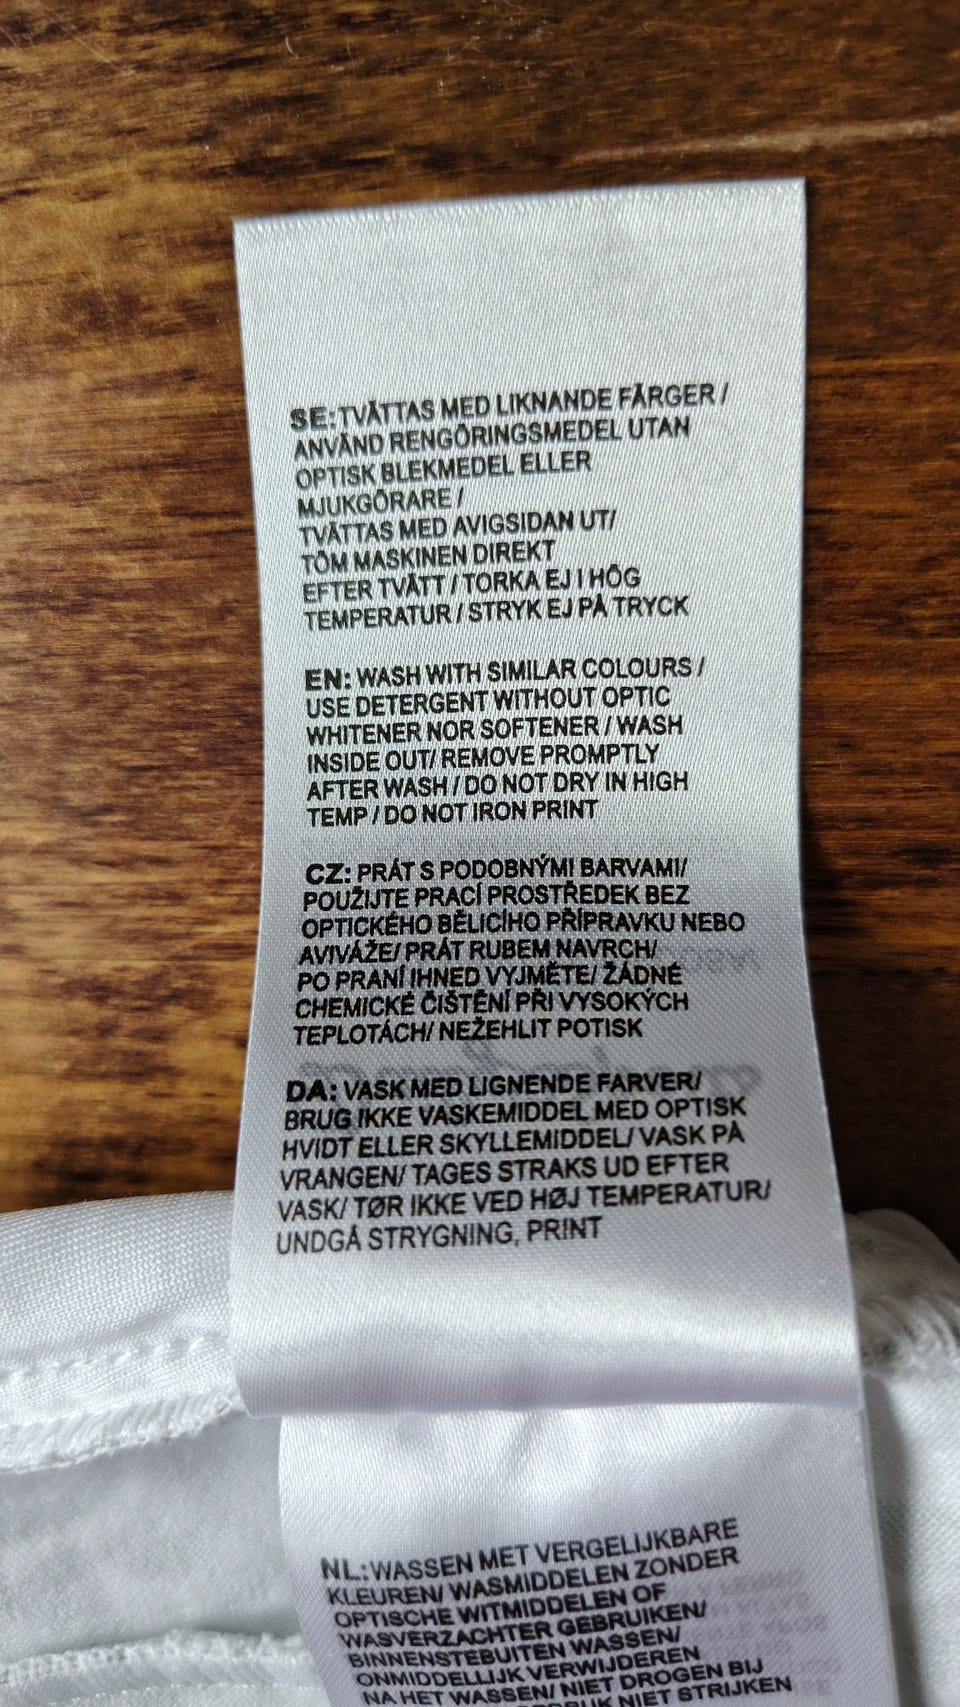 SE: TVÄTTAS MED LIKNANDE FÄRGER /
ANVÄND RENGÖRINGSMEDEL UTAN
OPTISK BLEKMEDEL ELLER
MJUKGÖRARE /
TVÄTTAS MED AVIGSIDAN UT/
TÖM MASKINEN DIREKT
EFTER TVÄTT / TORKA EJ I HÖG
TEMPERATUR / STRYK EJ PÅ TRYCK
EN: WASH WITH SIMILAR COLOURS /
USE DETERGENT WITHOUT OPTIC
WHITENER NOR SOFTENER / WASH
INSIDE OUT/ REMOVE PROMPTLY
AFTER WASH / DO NOT DRY IN HIGH
TEMP / DO NOT IRON PRINT
CZ: PRÁT S PODOBNÝMI BARVAMI/
POUŽIJTE PRACÍ PROSTŘEDEK BEZ
OPTICKÉHO BĚLICÍHO PŘÍPRAVKU NEBO
AVIVÁŽE/ PRÁT RUBEM NAVRCH/
PO PRANÍ IHNED VYJMĚTE/ ŽÁDNÉ
CHEMICKÉ ČIŠTĚNÍ PŘI VYSOKÝCH
TEPLOTÁCH/ NEŽEHLIT POTISK
DA: VASK MED LIGNENDE FARVER/
BRUG IKKE VASKEMIDDEL MED OPTISK
HVIDT ELLER SKYLLEMIDDEL/ VASK PÅ
VRANGEN/ TAGES STRAKS UD EFTER
VASK/ TØR IKKE VED HØJ TEMPERATUR/
UNDGÅ STRYGNING, PRINT
NL: WASSEN MET VERGELIJKBARE
KLEUREN/ WASMIDDELEN ZONDER
OPTISCHE WITMIDDELEN OF
WASVERZACHTER GEBRUIKEN/
BINNENSTEBUITEN WASSEN/
ONMIDDELLIJK VERWIJDEREN
NA HET WASSEN/ NIET DROGEN BIJ
NIET STRIJKEN